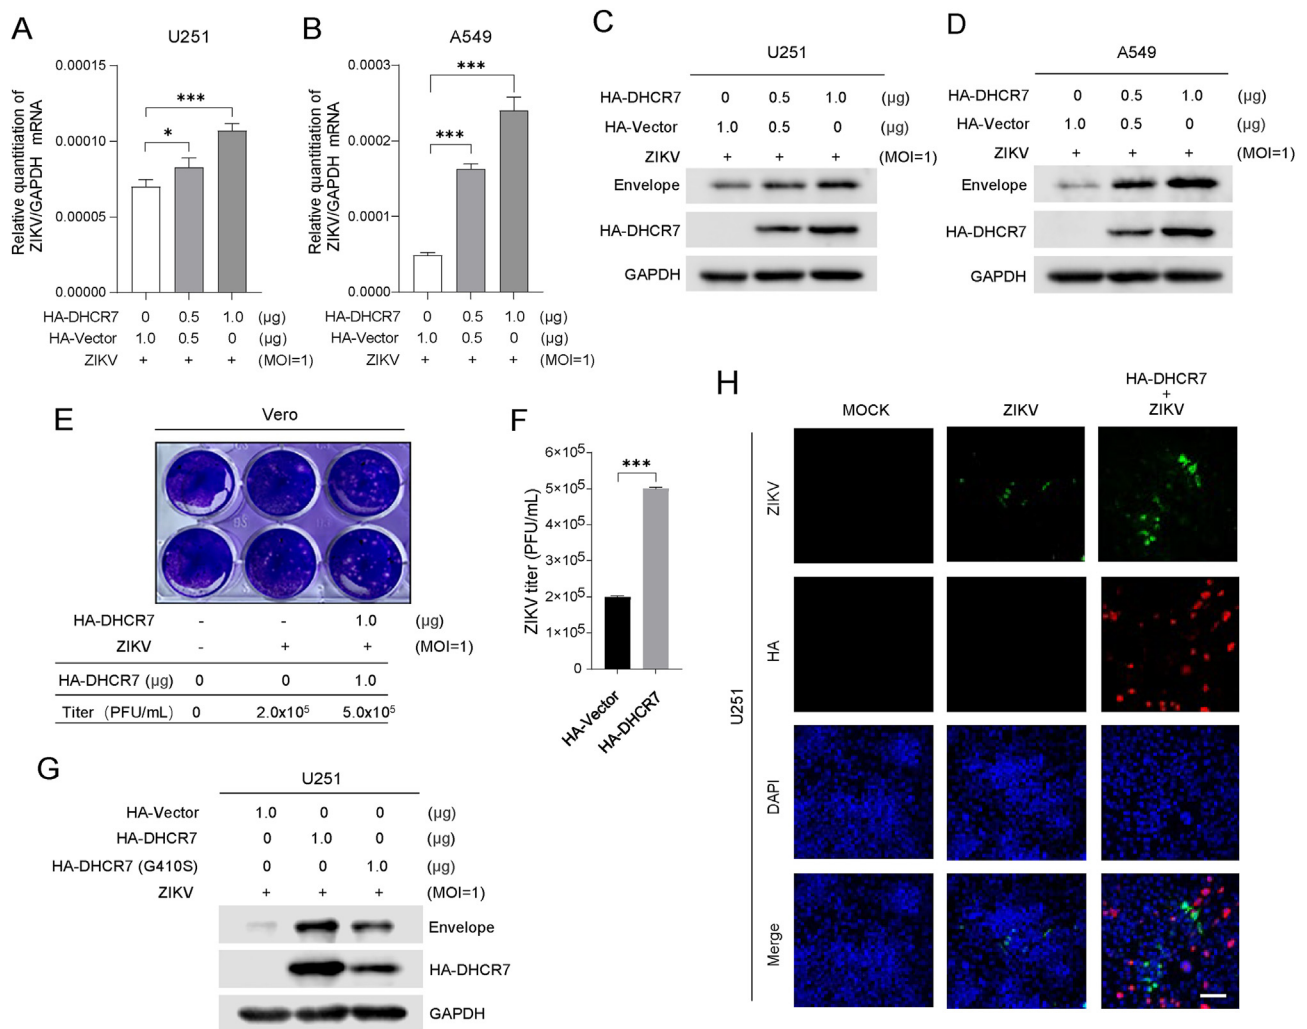 A
U251
Relative quantitiation of
ZIKV/GAPDH mRNA
0.00015
0.00010
0.00005
0.00000
***
*
HA-DHCR7 0 0.5 1.0 (μg)
HA-Vector 1.0 0.5 0 (μg)
ZIKV + + + (MOI=1)
B
A549
Relative quantitiation of
ZIKV/GAPDH mRNA
0.0003
0.0002
0.0001
0.0000
***
***
HA-DHCR7 0 0.5 1.0 (μg)
HA-Vector 1.0 0.5 0 (μg)
ZIKV + + + (MOI=1)
C
U251
HA-DHCR7 0 0.5 1.0 (μg)
HA-Vector 1.0 0.5 0 (μg)
ZIKV + + + (MOI=1)
Envelope
HA-DHCR7
GAPDH
D
A549
HA-DHCR7 0 0.5 1.0 (μg)
HA-Vector 1.0 0.5 0 (μg)
ZIKV + + + (MOI=1)
Envelope
HA-DHCR7
GAPDH
E
Vero
HA-DHCR7 - - 1.0 (μg)
ZIKV - + + (MOI=1)
HA-DHCR7 (μg) 0 0 1.0
Titer (PFU/mL) 0 2.0x10⁵ 5.0x10⁵
F
ZIKV titer (PFU/mL)
6×10⁵
5×10⁵
4×10⁵
3×10⁵
2×10⁵
1×10⁵
0
***
HA-Vector
HA-DHCR7
G
U251
HA-Vector 1.0 0 0 (μg)
HA-DHCR7 0 1.0 0 (μg)
HA-DHCR7 (G410S) 0 0 1.0 (μg)
ZIKV + + + (MOI=1)
Envelope
HA-DHCR7
GAPDH
H
MOCK
ZIKV
HA-DHCR7
+
ZIKV
U251
ZIKV
HA
DAPI
Merge